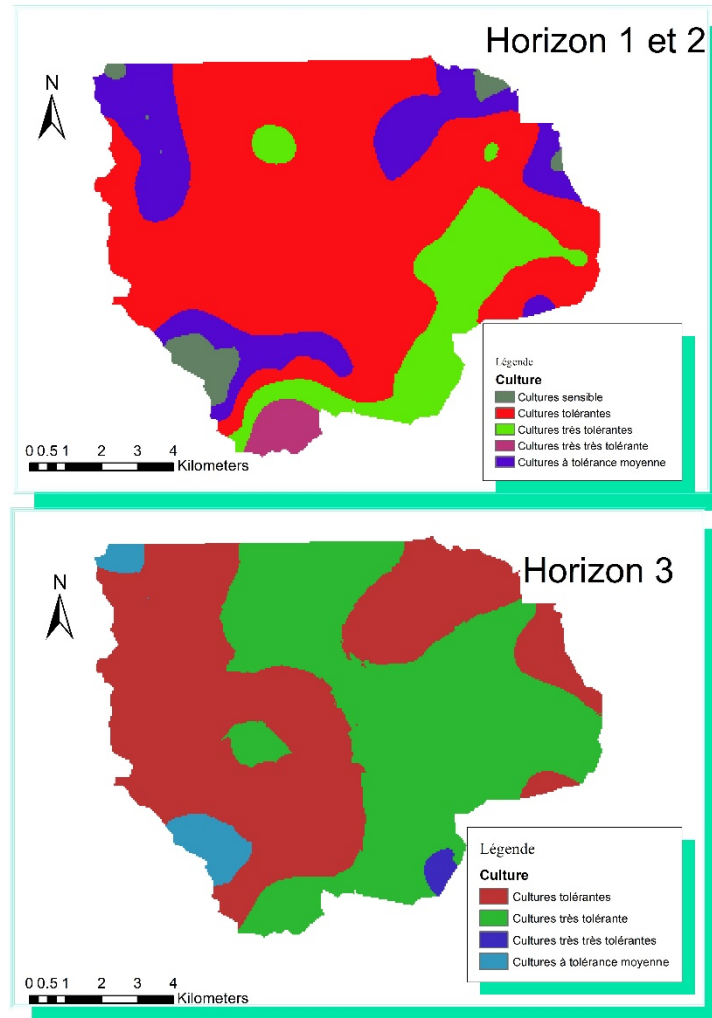 Horizon 1 et 2
N
Légende
Culture
Cultures sensible
Cultures tolérantes
Cultures très tolérantes
Cultures très très tolérante
Cultures à tolérance moyenne
0 0.5 1 2 3 4
Kilometers
Horizon 3
N
Légende
Culture
Cultures tolérantes
Cultures très tolérante
Cultures très très tolérantes
Cultures à tolérance moyenne
0 0.5 1 2 3 4
Kilometers